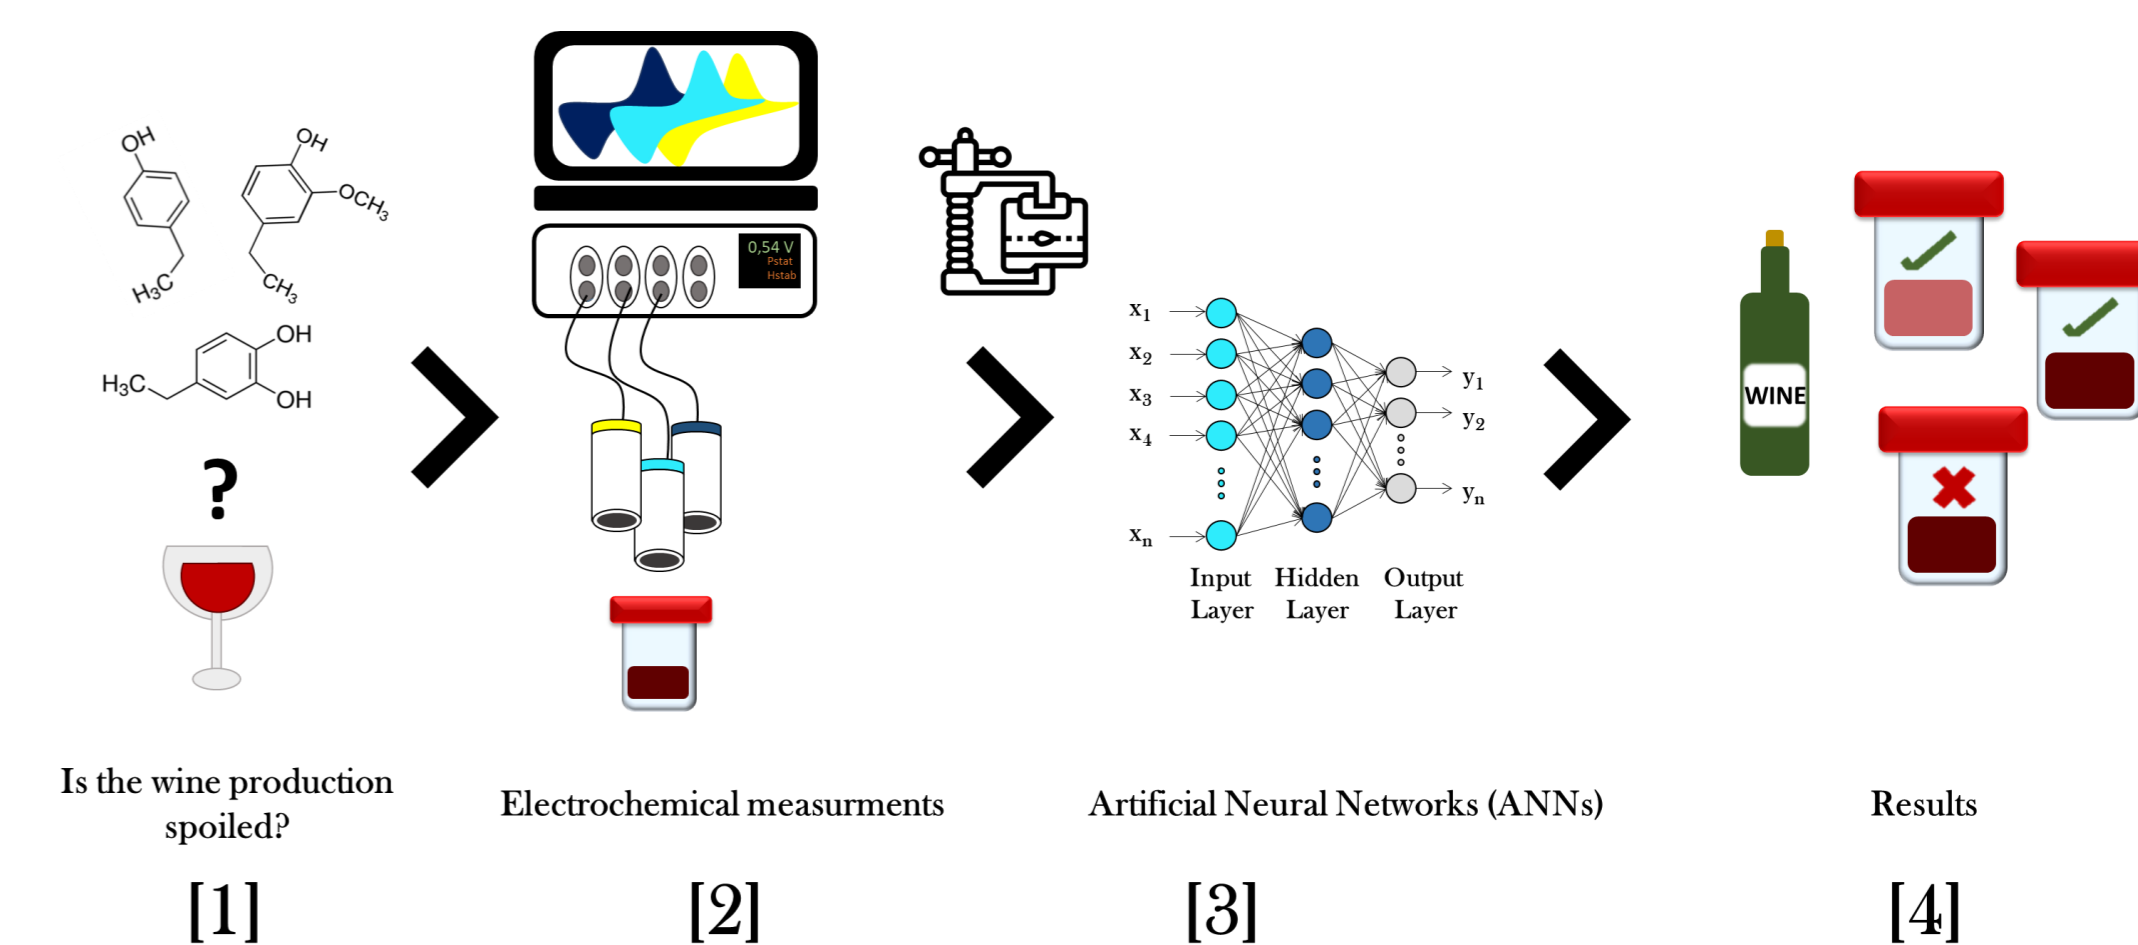 OH
OH
OCH3
H3C
CH3
OH
H3C
OH
?
0,54 V
Pstat
Hstab
x1
x2
x3
x4
xn
y1
y2
yn
Input
Layer
Hidden
Layer
Output
Layer
WINE
Is the wine production
spoiled?
Electrochemical measurments
Artificial Neural Networks (ANNs)
Results
[1]
[2]
[3]
[4]